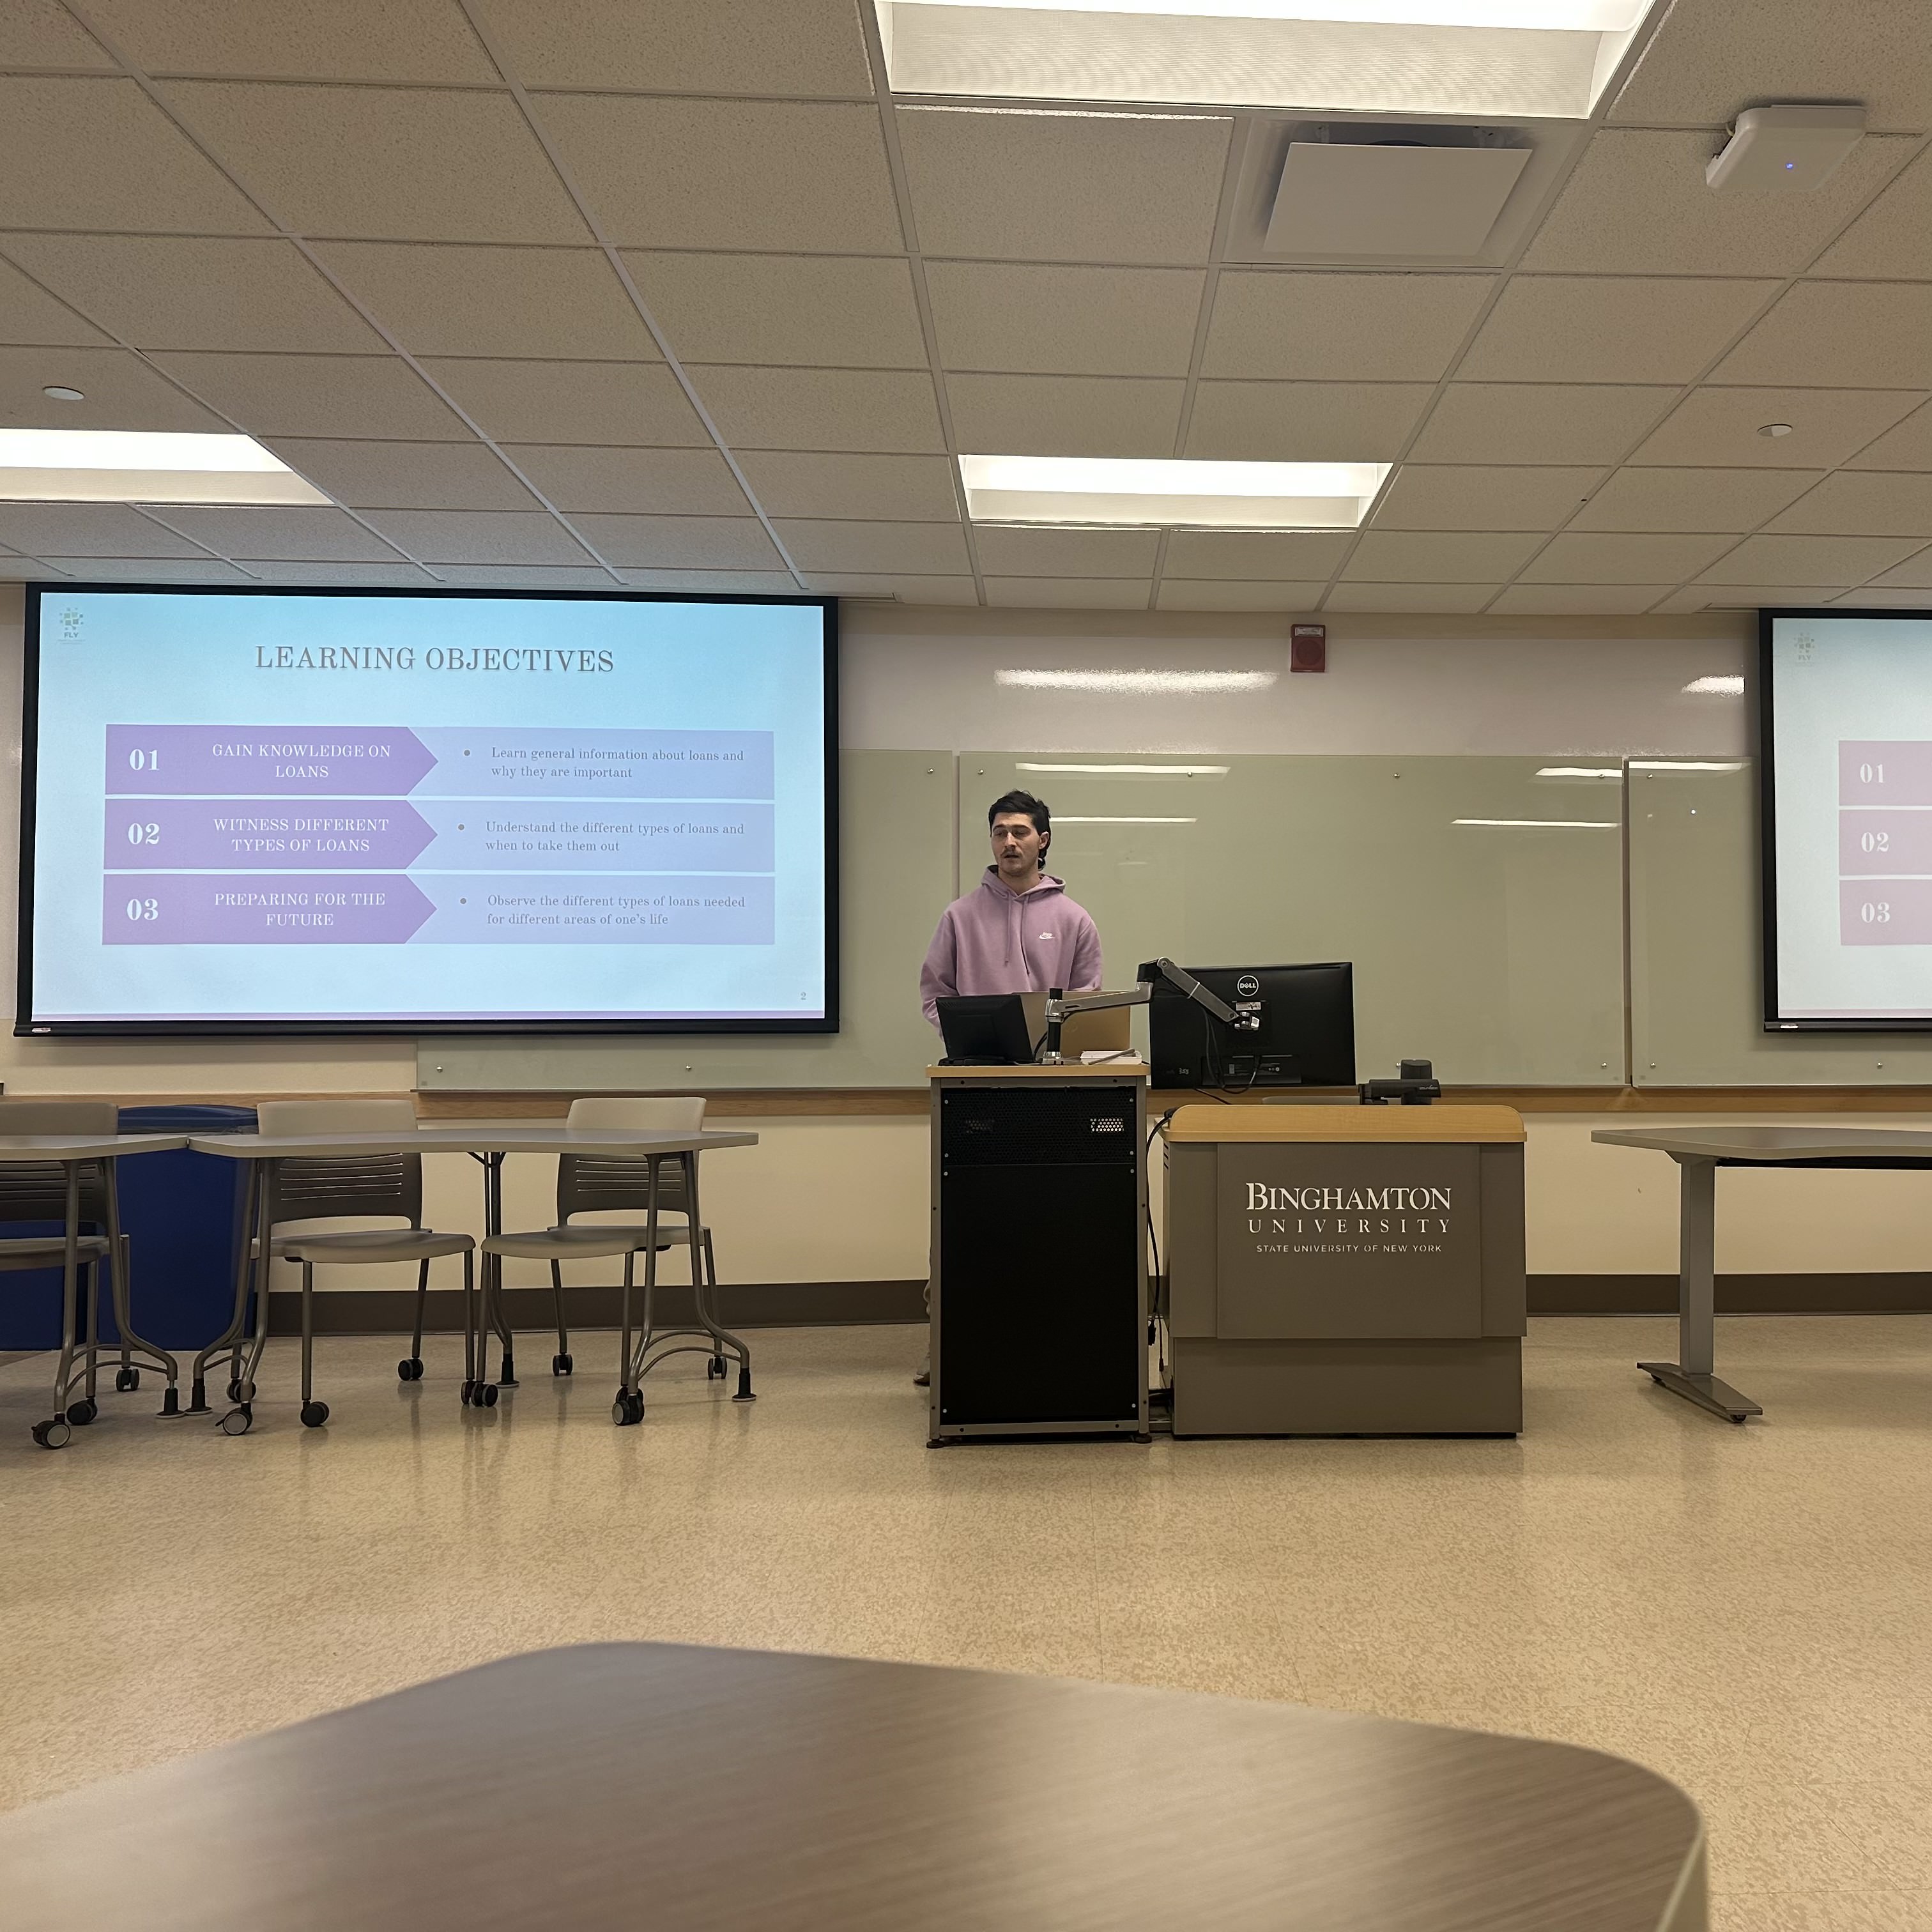 FLY
LEARNING OBJECTIVES
01
GAIN KNOWLEDGE ON
LOANS
• Learn general information about loans and
why they are important
02
WITNESS DIFFERENT
TYPES OF LOANS
• Understand the different types of loans and
when to take them out
03
PREPARING FOR THE
FUTURE
• Observe the different types of loans needed
for different areas of one's life
2
FLY
01
02
03
DELL
BINGHAMTON
UNIVERSITY
STATE UNIVERSITY OF NEW YORK